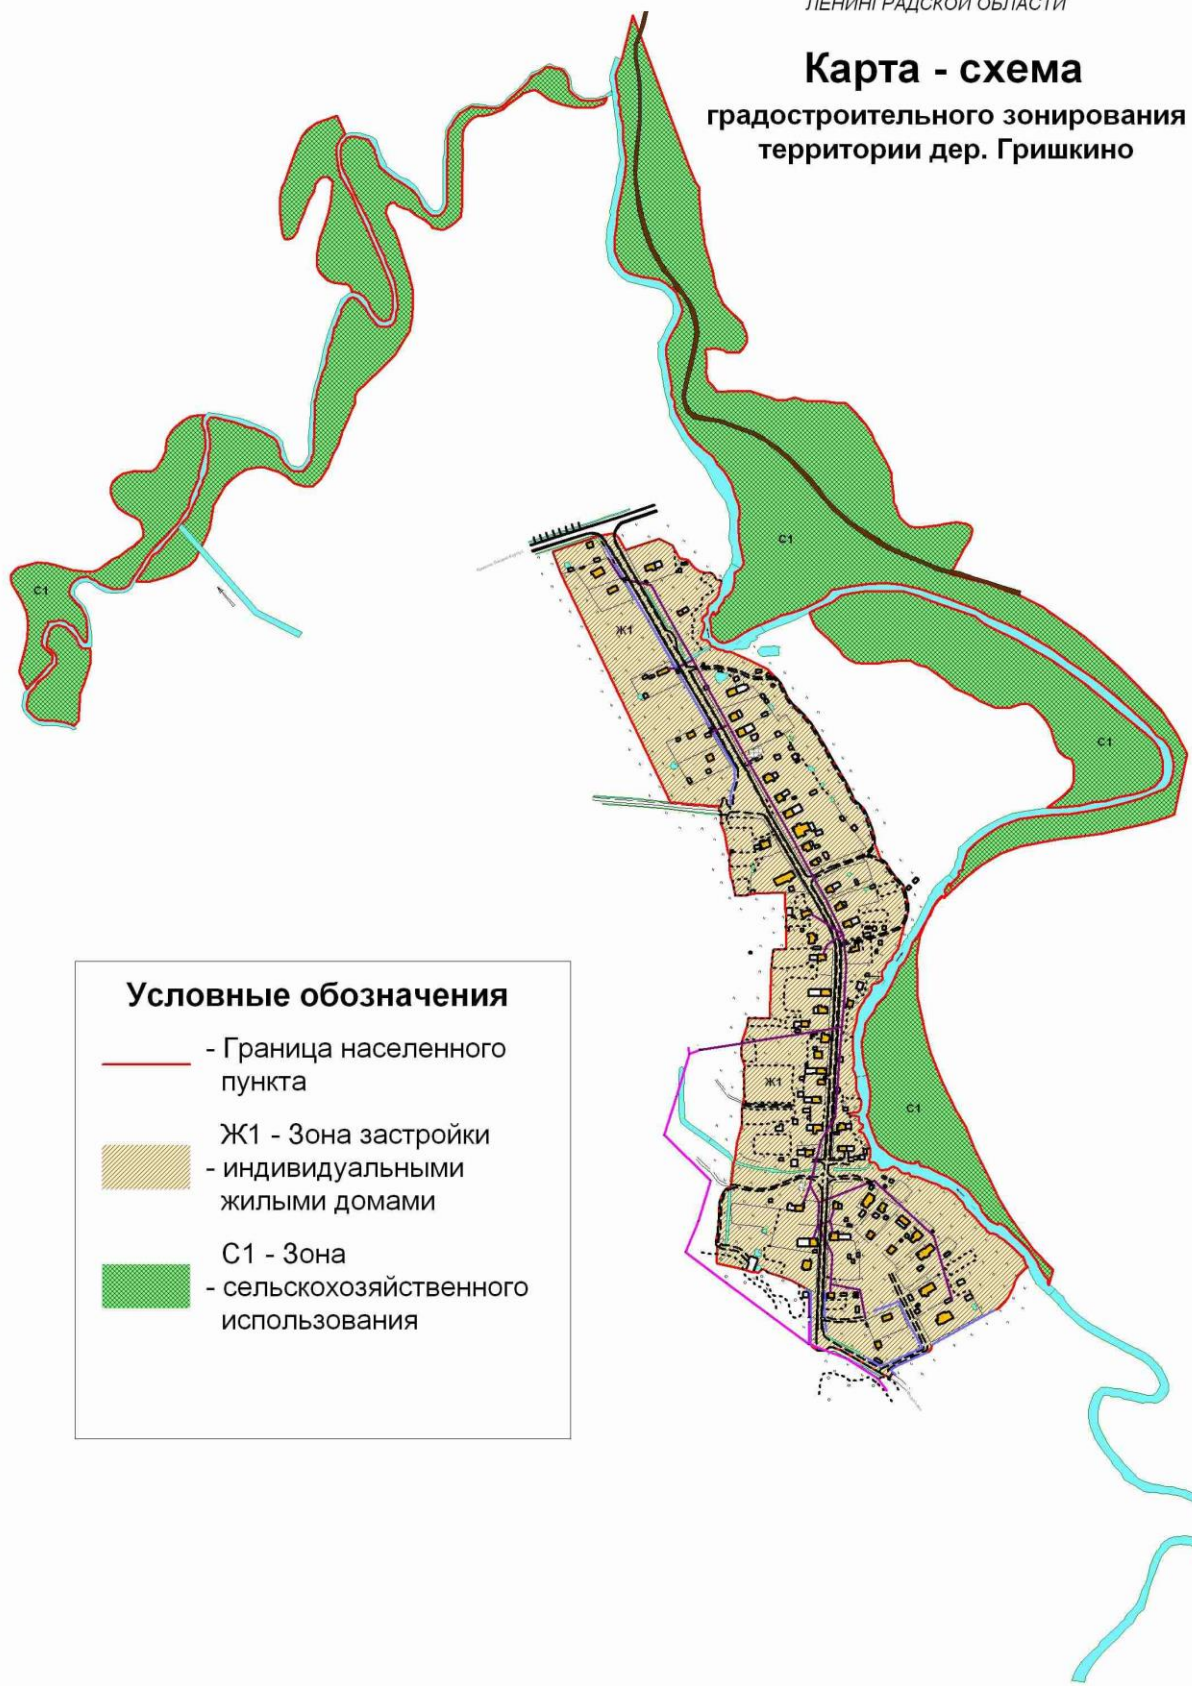 ЛЕНИНГРАДСКОЙ ОБЛАСТИ
Карта - схема
градостроительного зонирования
территории дер. Гришкино
С1
С1
Ж1
С1
Ж1
С1
Условные обозначения
- Граница населенного
пункта
Ж1 - Зона застройки
- индивидуальными
жилыми домами
С1 - Зона
- сельскохозяйственного
использования